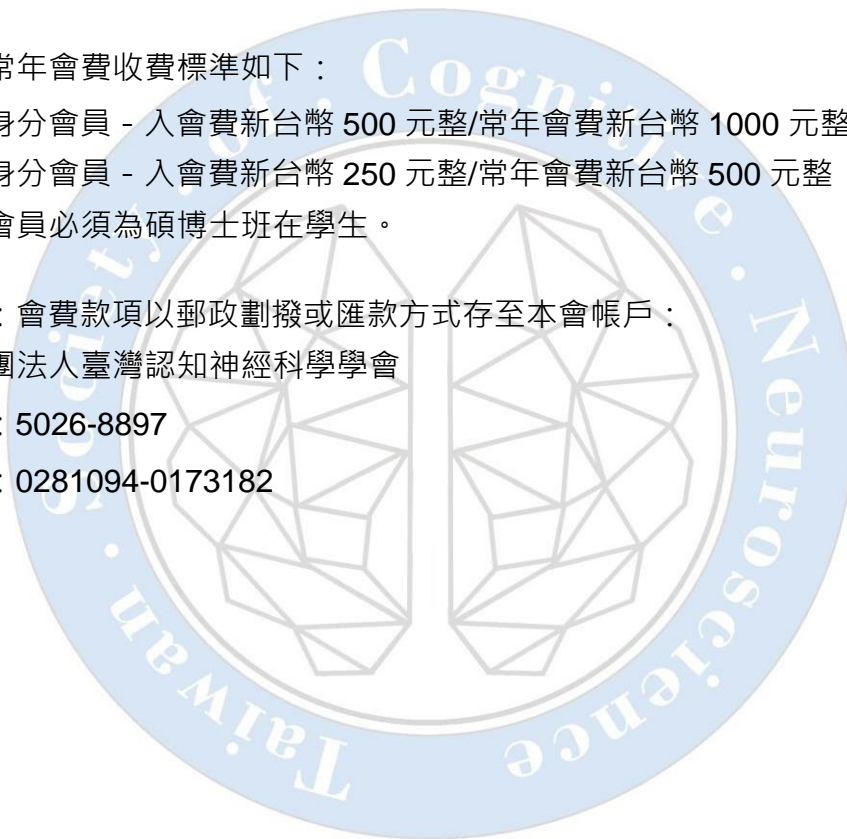 常年會費收費標準如下：
身分會員 - 入會費新台幣 500 元整/常年會費新台幣 1000 元整
身分會員 - 入會費新台幣 250 元整/常年會費新台幣 500 元整
會員必須為碩博士班在學生。
: 會費款項以郵政劃撥或匯款方式存至本會帳戶：
團法人臺灣認知神經科學學會
: 5026-8897
: 0281094-0173182
Taiwan . Society . of . Cognitive . Neuroscience